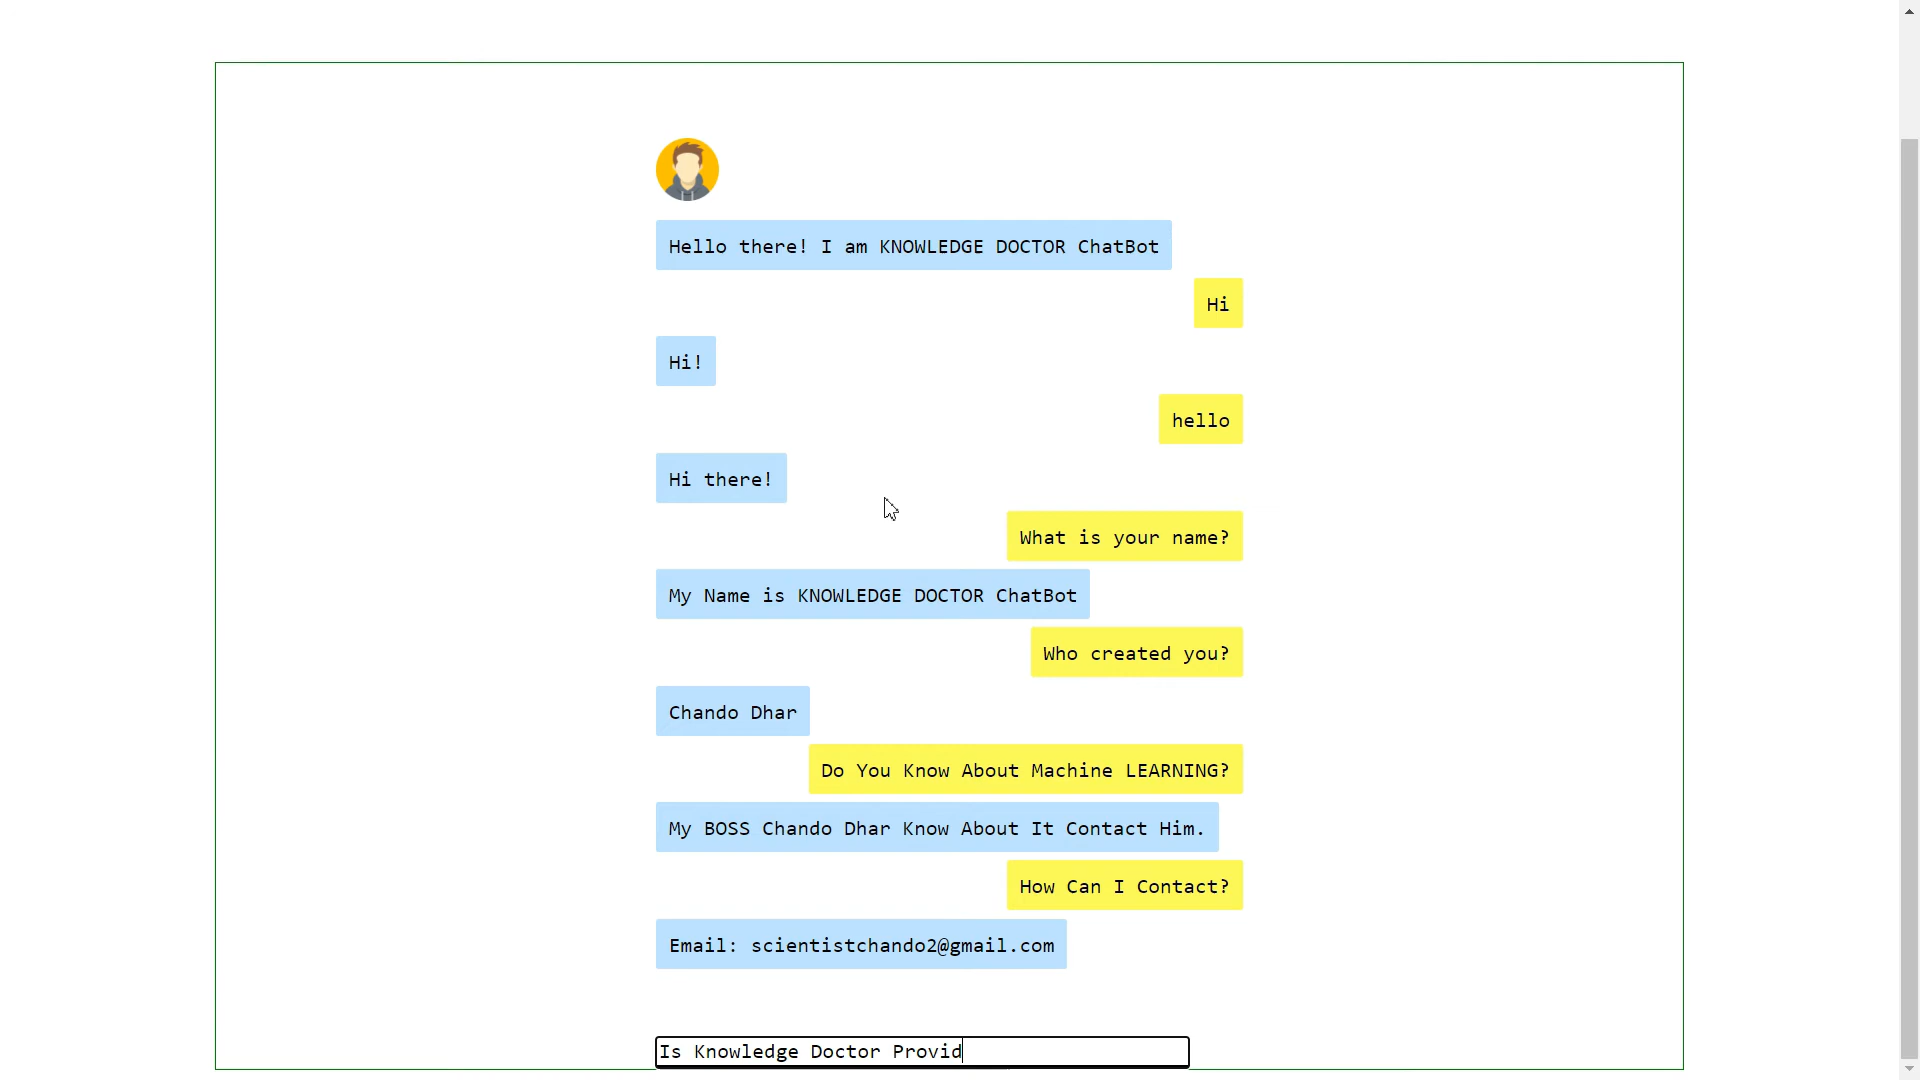 Hello there! I am KNOWLEDGE DOCTOR ChatBot
Hi
Hi!
hello
Hi there!
What is your name?
My Name is KNOWLEDGE DOCTOR ChatBot
Who created you?
Chando Dhar
Do You Know About Machine LEARNING?
My BOSS Chando Dhar Know About It Contact Him.
How Can I Contact?
Email: scientistchando2@gmail.com
Is Knowledge Doctor Provid